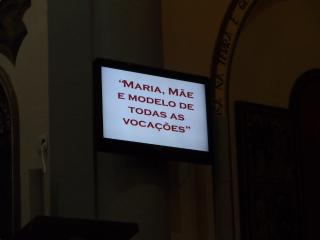 “Maria, Mãe
e modelo de
todas as
vocações”